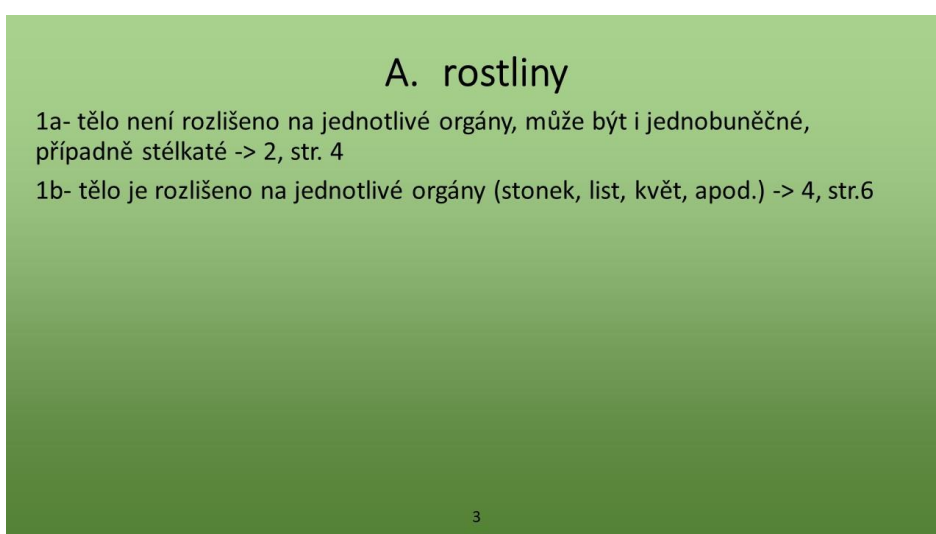 A. rostliny
1a- tělo není rozlišeno na jednotlivé orgány, může být i jednobuněčné,
případně stélkaté -> 2, str. 4
1b- tělo je rozlišeno na jednotlivé orgány (stonek, list, květ, apod.) -> 4, str.6
3